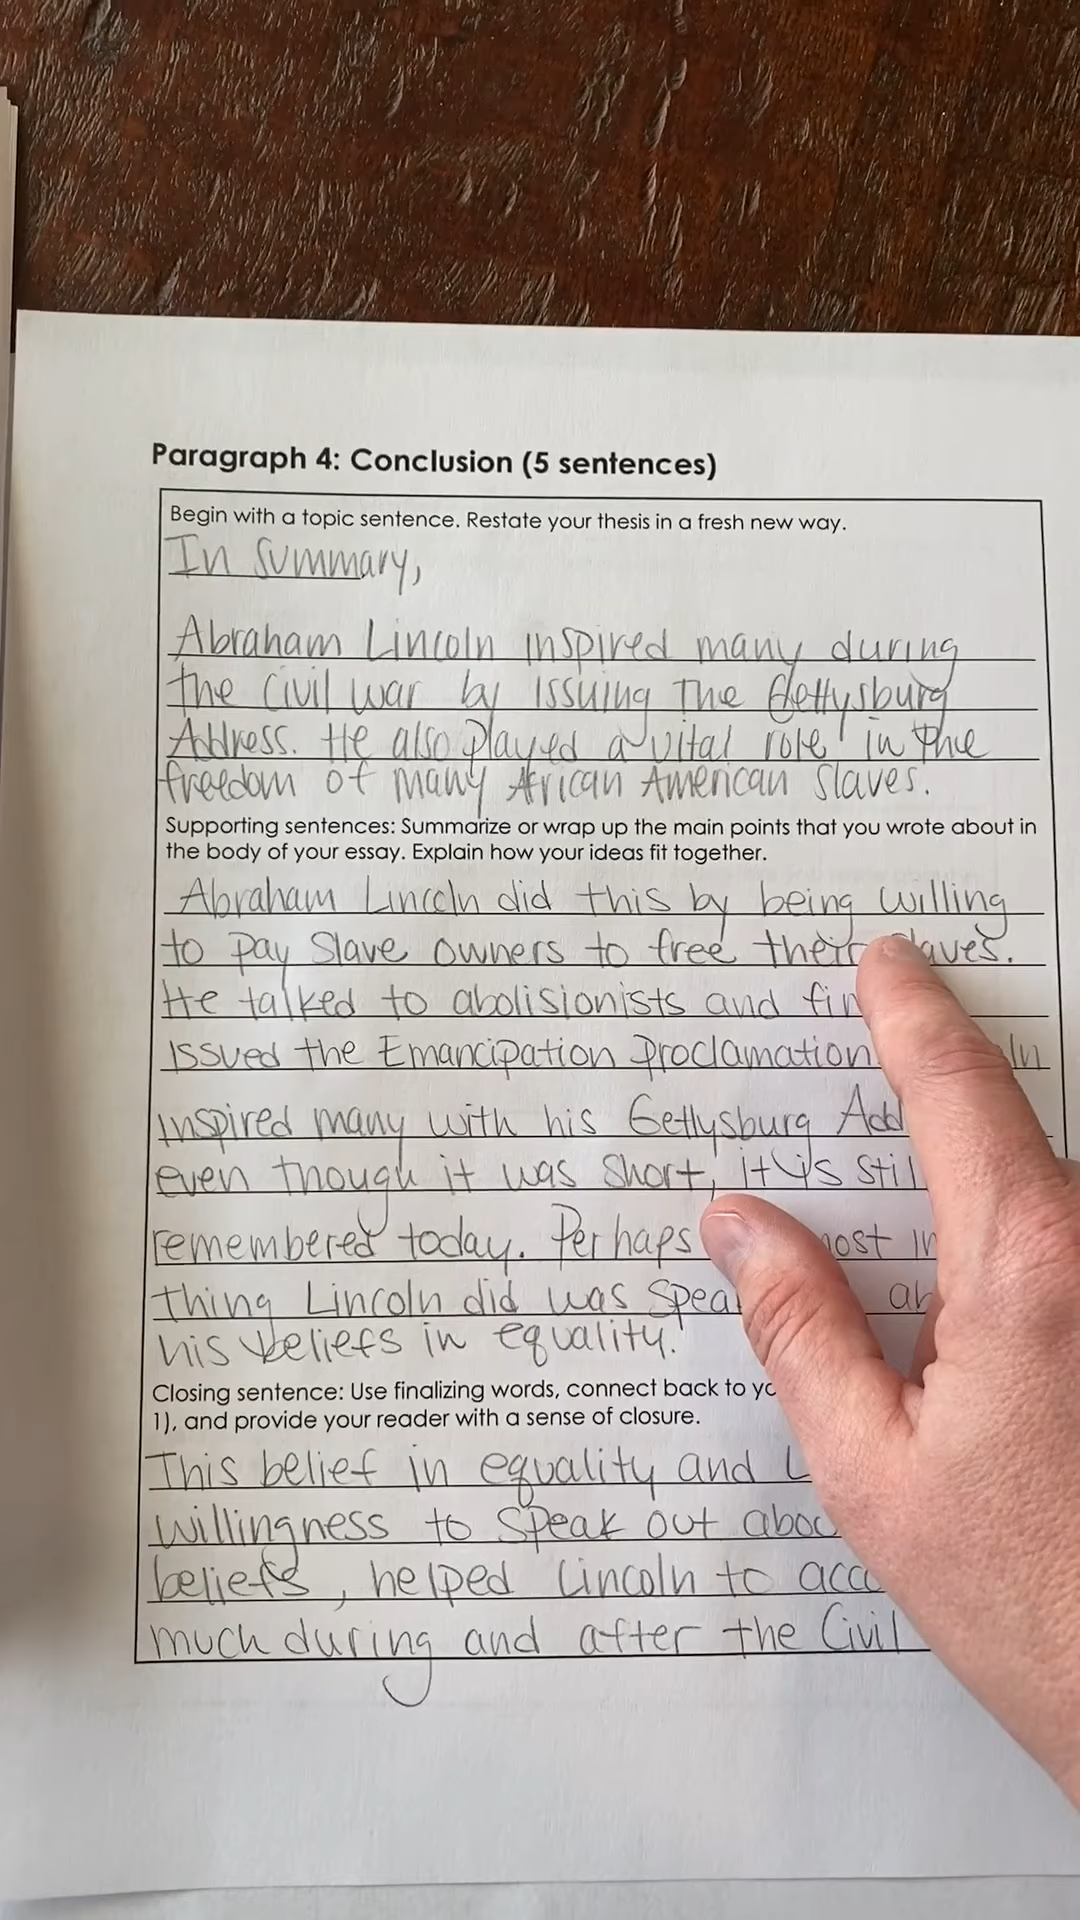 Paragraph 4: Conclusion (5 sentences)
Begin with a topic sentence. Restate your thesis in a fresh new way.
In Summary,
Abraham Lincoln inspired many during
the Civil war by issuing The Gettysburg
Address. He also played a vital role in the
freedom of many African American Slaves.
Supporting sentences: Summarize or wrap up the main points that you wrote about in
the body of your essay. Explain how your ideas fit together.
Abraham Lincoln did this by being willing
to pay Slave owners to free their
He talked to abolisionists and
issued the Emancipation Proclamation
inspired many with his Gettysburg
even though it was short, it is
remembered today. Perhaps
thing Lincoln did was
his beliefs in equality.
Closing sentence: Use finalizing words, connect back to
1), and provide your reader with a sense of closure.
This belief in equality and
willingness to speak out
beliefs, helped Lincoln to
much during and after the Civil